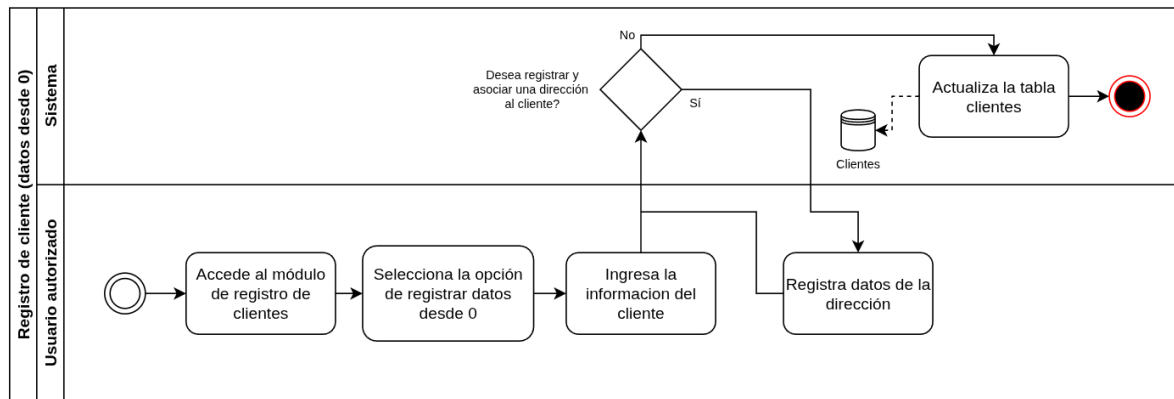 Registro de cliente (datos desde 0)
Sistema
Desea registrar y
asociar una dirección
al cliente?
No
Sí
Clientes
Actualiza la tabla
clientes
Usuario autorizado
Accede al módulo
de registro de
clientes
Selecciona la opción
de registrar datos
desde 0
Ingresa la
informacion del
cliente
Registra datos de la
dirección